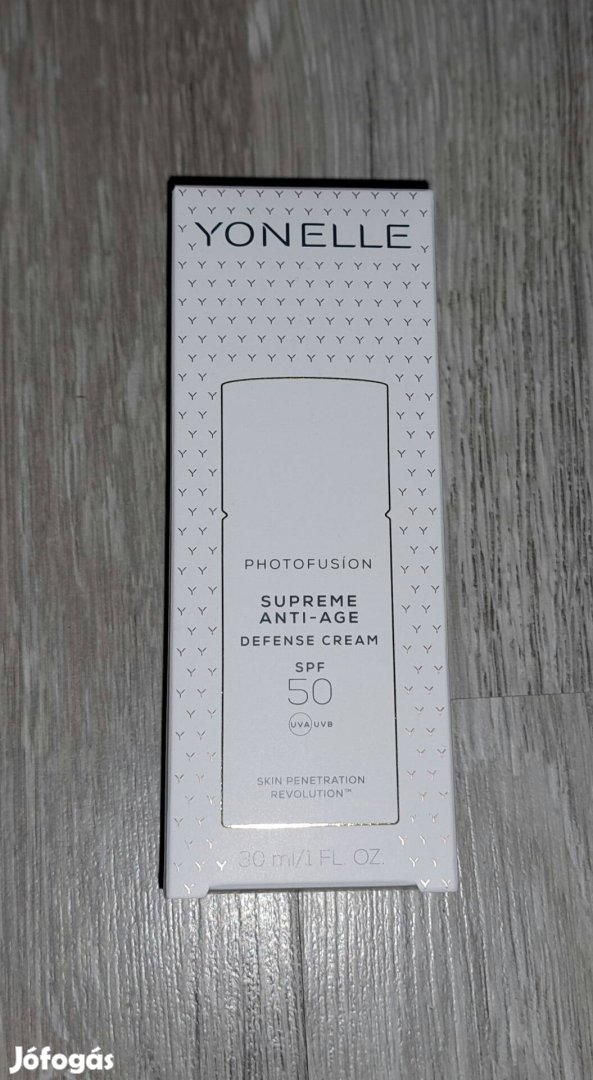 YONELLE
PHOTOFUSÍON
SUPREME
ANTI-AGE
DEFENSE CREAM
SPF
50
UVA UVB
SKIN PENETRATION
REVOLUTION™
30 ml/1 FL. OZ.
Jófogás